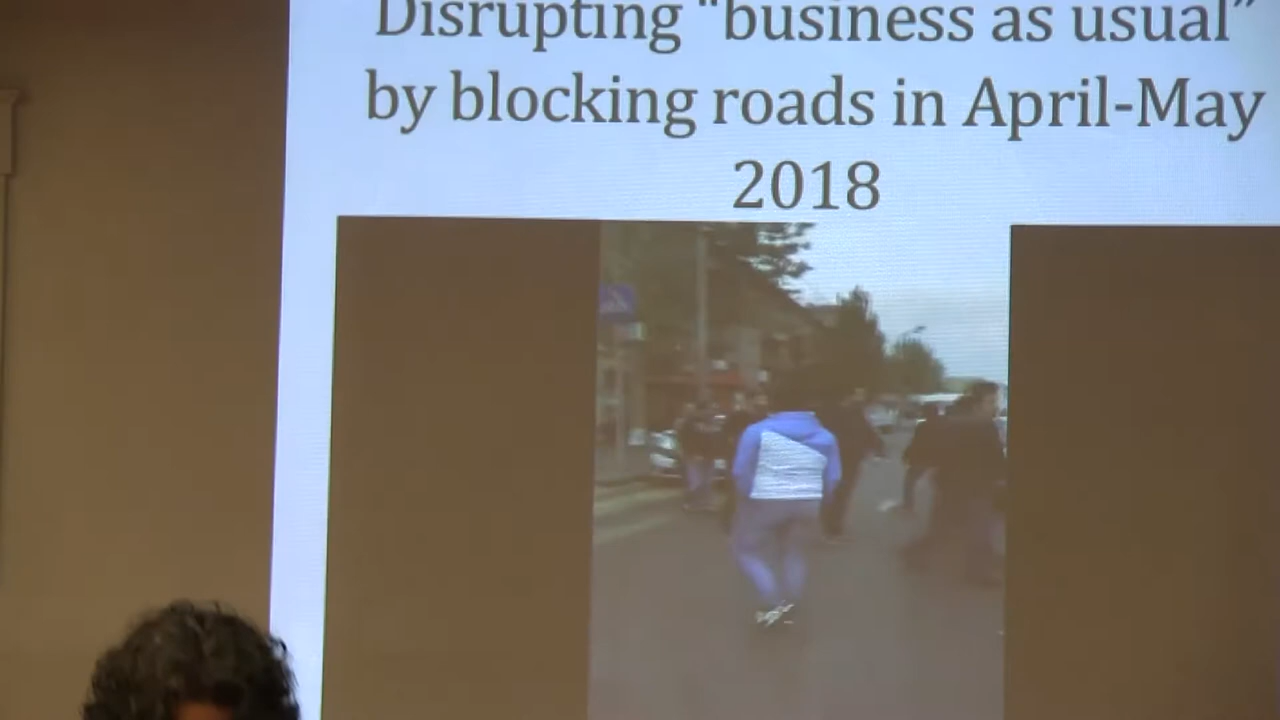 Disrupting “business as usual”
by blocking roads in April-May
2018